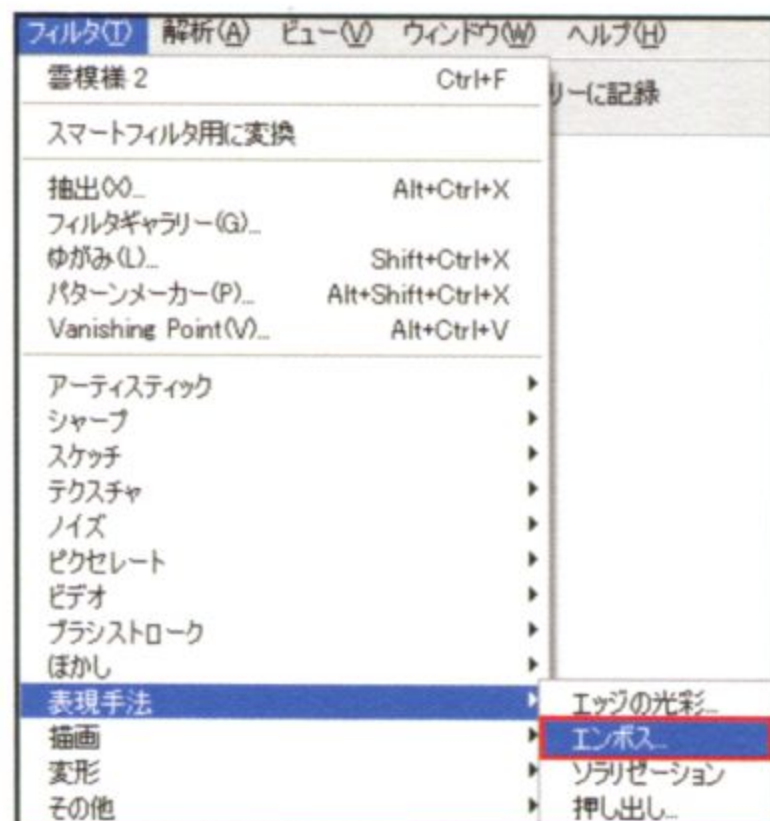 フィルタ(T) 解析(A) ビュー(V) ウィンドウ(W) ヘルプ(H)
雲模様 2 Ctrl+F
リーに記録
スマートフィルタ用に変換
抽出(X)... Alt+Ctrl+X
フィルタギャラリー(G)...
ゆがみ(L)... Shift+Ctrl+X
パターンメーカー(P)... Alt+Shift+Ctrl+X
Vanishing Point(V)... Alt+Ctrl+V
アーティスティック
シャープ
スケッチ
テクスチャ
ノイズ
ピクセレート
ビデオ
ブラシストローク
ぼかし
表現手法 エッジの光彩...
描画 エンボス...
変形 ソラリゼーション
その他 押し出し...